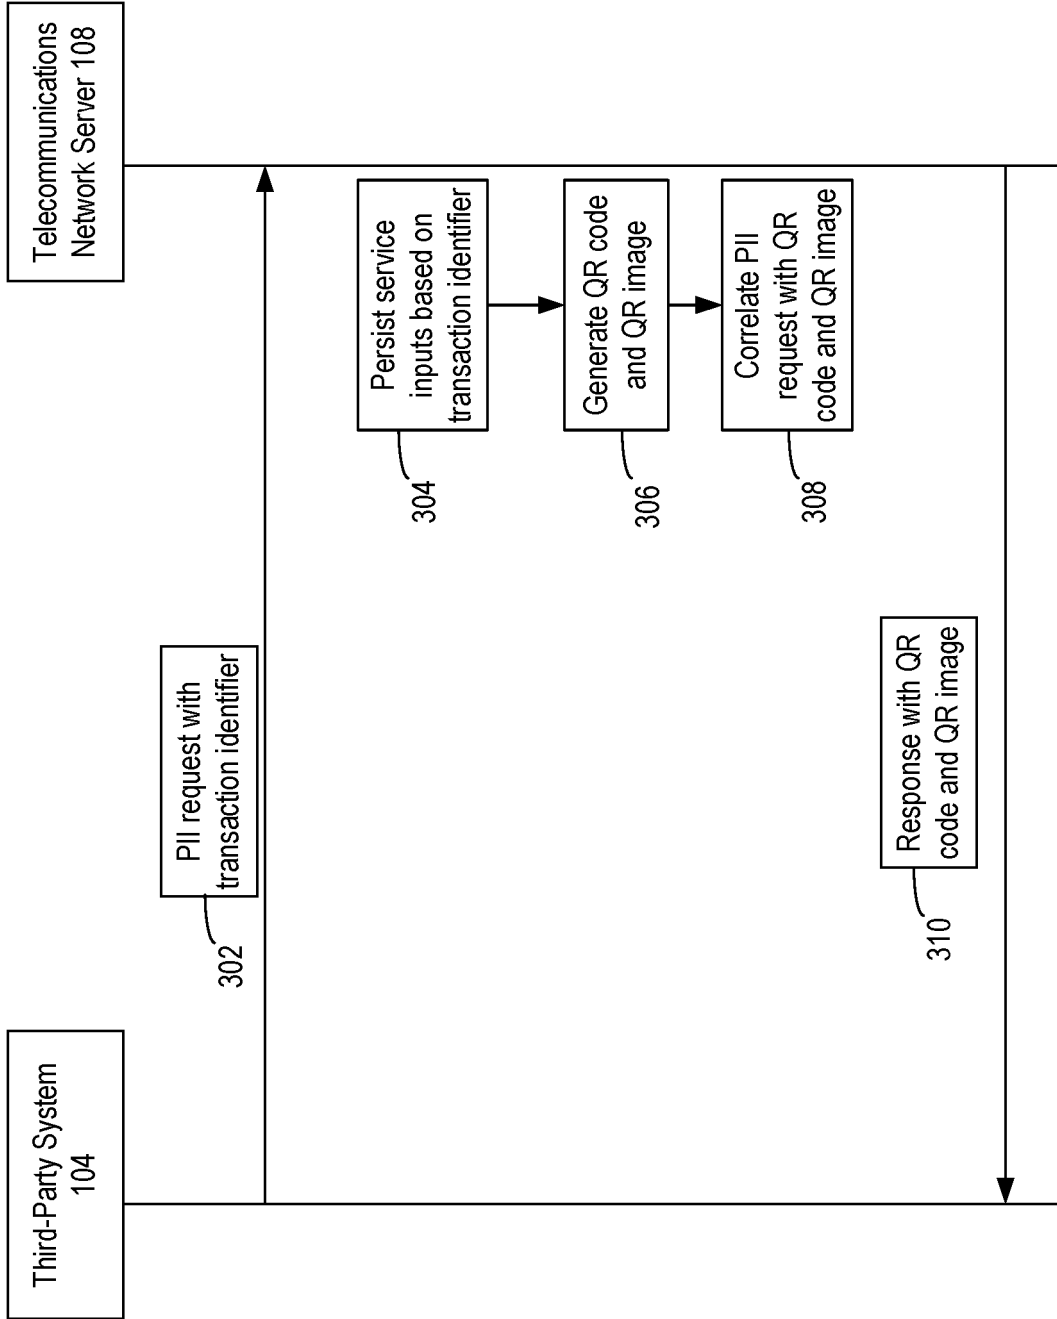 Third-Party System
104
Telecommunications
Network Server 108
PII request with
transaction identifier
302
Persist service
inputs based on
transaction identifier
304
Generate QR code
and QR image
306
Correlate PII
request with QR
code and QR image
308
Response with QR
code and QR image
310